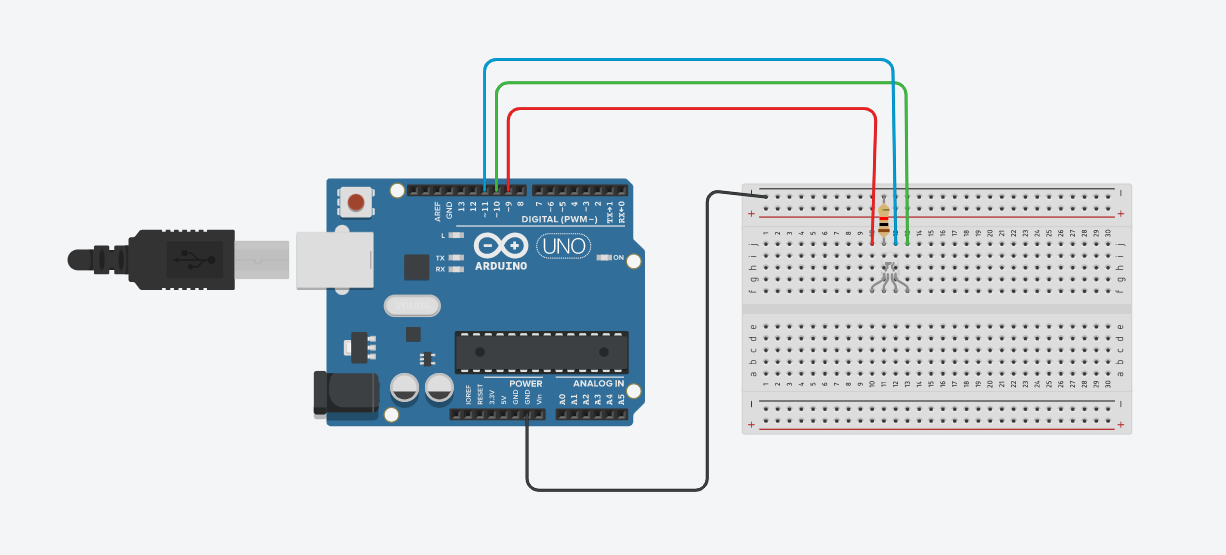 AREF
GND
13
12
~11
~10
~9
8
7
~6
~5
4
~3
2
TX→1
RX←0
DIGITAL (PWM~)
L
TX
RX
ARDUINO
UNO
ON
POWER
ANALOG IN
IOREF
RESET
3.3V
5V
GND
GND
Vin
A0
A1
A2
A3
A4
A5
− −
+ +
1 2 3 4 5 6 7 8 9 10 11 12 13 14 15 16 17 18 19 20 21 22 23 24 25 26 27 28 29 30
j j
i i
h h
g g
f f
e e
d d
c c
b b
a a
1 2 3 4 5 6 7 8 9 10 11 12 13 14 15 16 17 18 19 20 21 22 23 24 25 26 27 28 29 30
− −
+ +